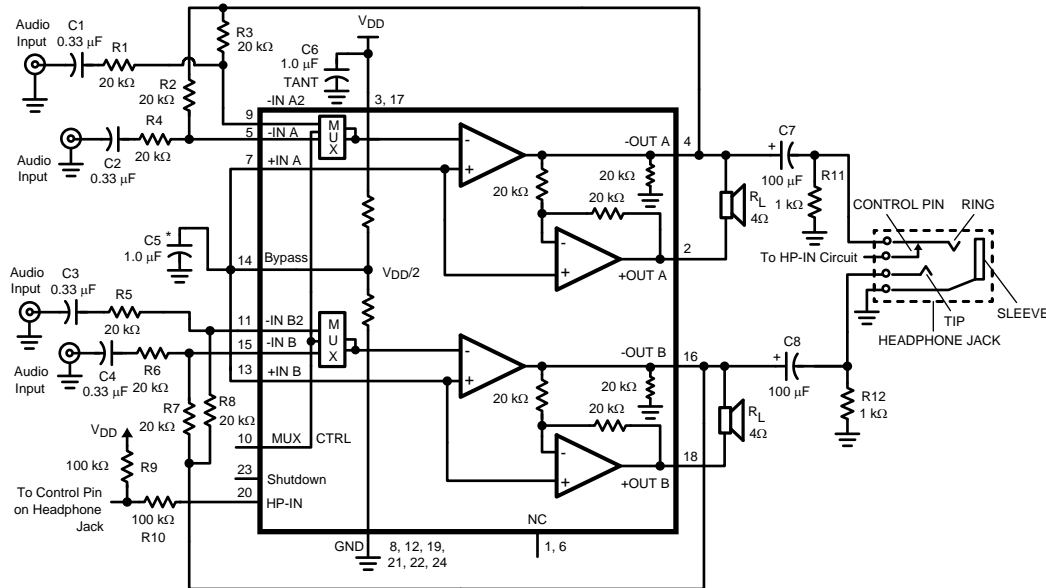 Audio
Input
C1
0.33 µF
R1
20 kΩ
R3
20 kΩ
R2
20 kΩ
VDD
C6
1.0 µF
TANT
3, 17
Audio
Input
C2
0.33 µF
R4
20 kΩ
9
-IN A2
5
-IN A
7
+IN A
MUX
-
+
20 kΩ
20 kΩ
20 kΩ
-
+
-OUT A
4
+OUT A
2
RL
4Ω
C7
+
100 µF
R11
1 kΩ
CONTROL PIN
RING
To HP-IN Circuit
TIP
SLEEVE
HEADPHONE JACK
C5
*
1.0 µF
14
Bypass
VDD/2
C3
0.33 µF
Audio
Input
R5
20 kΩ
Audio
Input
C4
0.33 µF
R6
20 kΩ
11
-IN B2
15
-IN B
13
+IN B
MUX
-
+
20 kΩ
20 kΩ
20 kΩ
-
+
-OUT B
16
+OUT B
18
RL
4Ω
C8
+
100 µF
R12
1 kΩ
R7
20 kΩ
R8
20 kΩ
VDD
100 kΩ
R9
To Control Pin
on Headphone
Jack
100 kΩ
R10
10
MUX CTRL
23
Shutdown
20
HP-IN
GND
8, 12, 19,
21, 22, 24
NC
1, 6